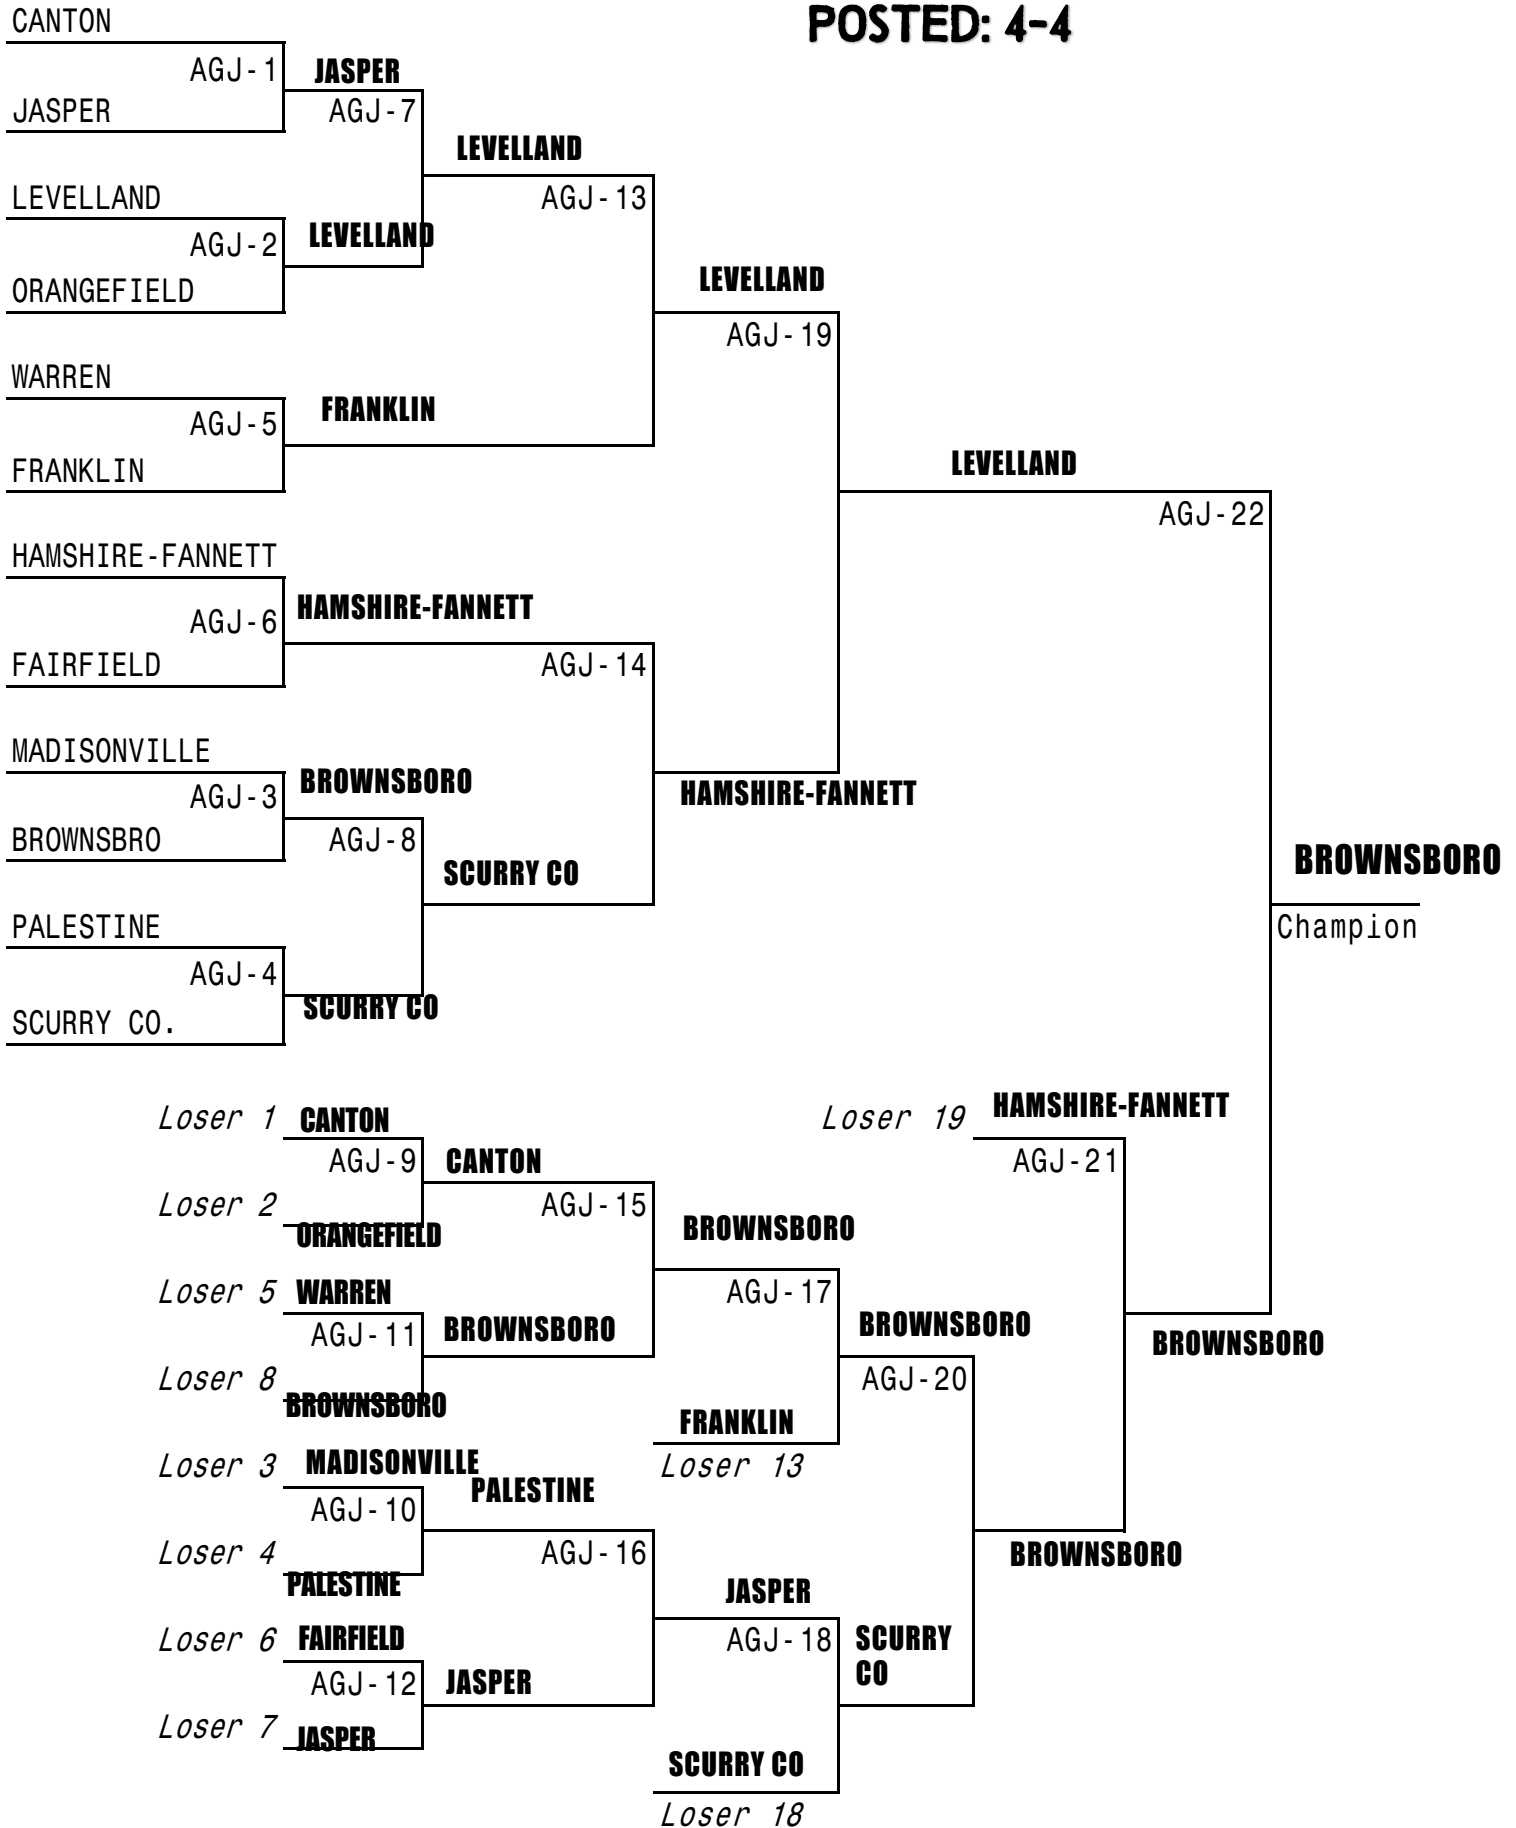 CANTON
POSTED: 4-4
AGJ-1
JASPER
JASPER
AGJ-7
LEVELLAND
LEVELLAND
AGJ-13
AGJ-2
LEVELLAND
ORANGEFIELD
LEVELLAND
AGJ-19
WARREN
FRANKLIN
AGJ-5
FRANKLIN
LEVELLAND
AGJ-22
HAMSHIRE-FANNETT
HAMSHIRE-FANNETT
AGJ-6
FAIRFIELD
AGJ-14
MADISONVILLE
BROWNSBORO
AGJ-3
HAMSHIRE-FANNETT
BROWNSBRO
AGJ-8
SCURRY CO
BROWNSBORO
Champion
PALESTINE
AGJ-4
SCURRY CO
SCURRY CO.
Loser 1
CANTON
Loser 19
HAMSHIRE-FANNETT
AGJ-9
CANTON
AGJ-21
Loser 2
AGJ-15
ORANGEFIELD
BROWNSBORO
Loser 5
WARREN
AGJ-17
AGJ-11
BROWNSBORO
BROWNSBORO
BROWNSBORO
Loser 8
AGJ-20
BROWNSBORO
FRANKLIN
Loser 3
MADISONVILLE
Loser 13
PALESTINE
AGJ-10
Loser 4
AGJ-16
BROWNSBORO
PALESTINE
JASPER
Loser 6
FAIRFIELD
AGJ-18
SCURRY
CO
AGJ-12
JASPER
Loser 7
JASPER
SCURRY CO
Loser 18